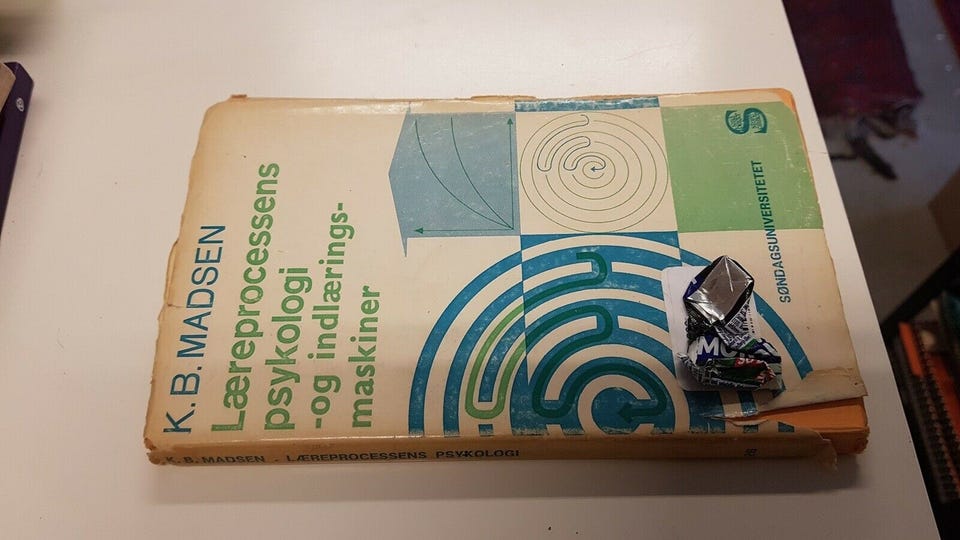 K. B. MADSEN
Læreprocessens
psykologi
-og indlærings-
maskiner
SØNDAGSUNIVERSITETET
K. B. MADSEN . LÆREPROCESSENS PSYKOLOGI